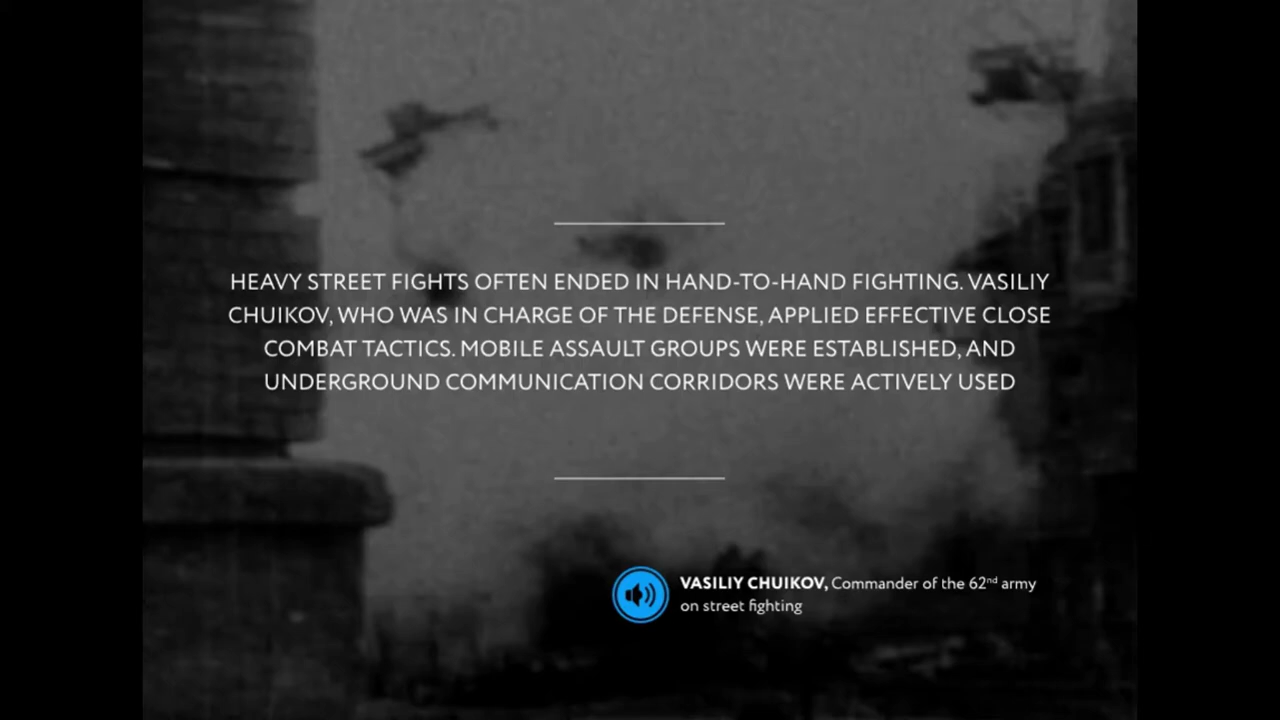 HEAVY STREET FIGHTS OFTEN ENDED IN HAND-TO-HAND FIGHTING. VASILIY
CHUIKOV, WHO WAS IN CHARGE OF THE DEFENSE, APPLIED EFFECTIVE CLOSE
COMBAT TACTICS. MOBILE ASSAULT GROUPS WERE ESTABLISHED, AND
UNDERGROUND COMMUNICATION CORRIDORS WERE ACTIVELY USED
VASILIY CHUIKOV, Commander of the 62nd army
on street fighting